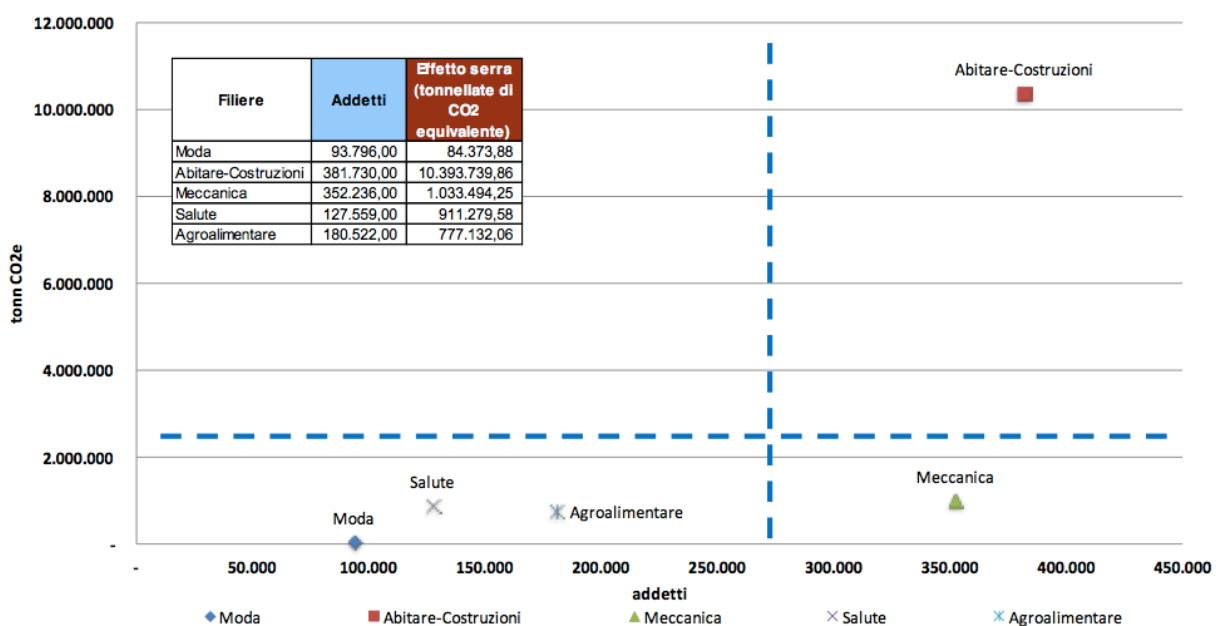 12.000.000
10.000.000
8.000.000
6.000.000
4.000.000
2.000.000
-
tonn CO2e
Filiere Addetti Effetto serra
(tonnellate di
CO2
equivalente)
Moda 93.796,00 84.373,88
Abitare-Costruzioni 381.730,00 10.393.739,86
Meccanica 352.236,00 1.033.494,25
Salute 127.559,00 911.279,58
Agroalimentare 180.522,00 777.132,06
Abitare-Costruzioni
Salute
Meccanica
Agroalimentare
Moda
- 50.000 100.000 150.000 200.000 250.000 300.000 350.000 400.000 450.000
addetti
Moda Abitare-Costruzioni Meccanica Salute Agroalimentare